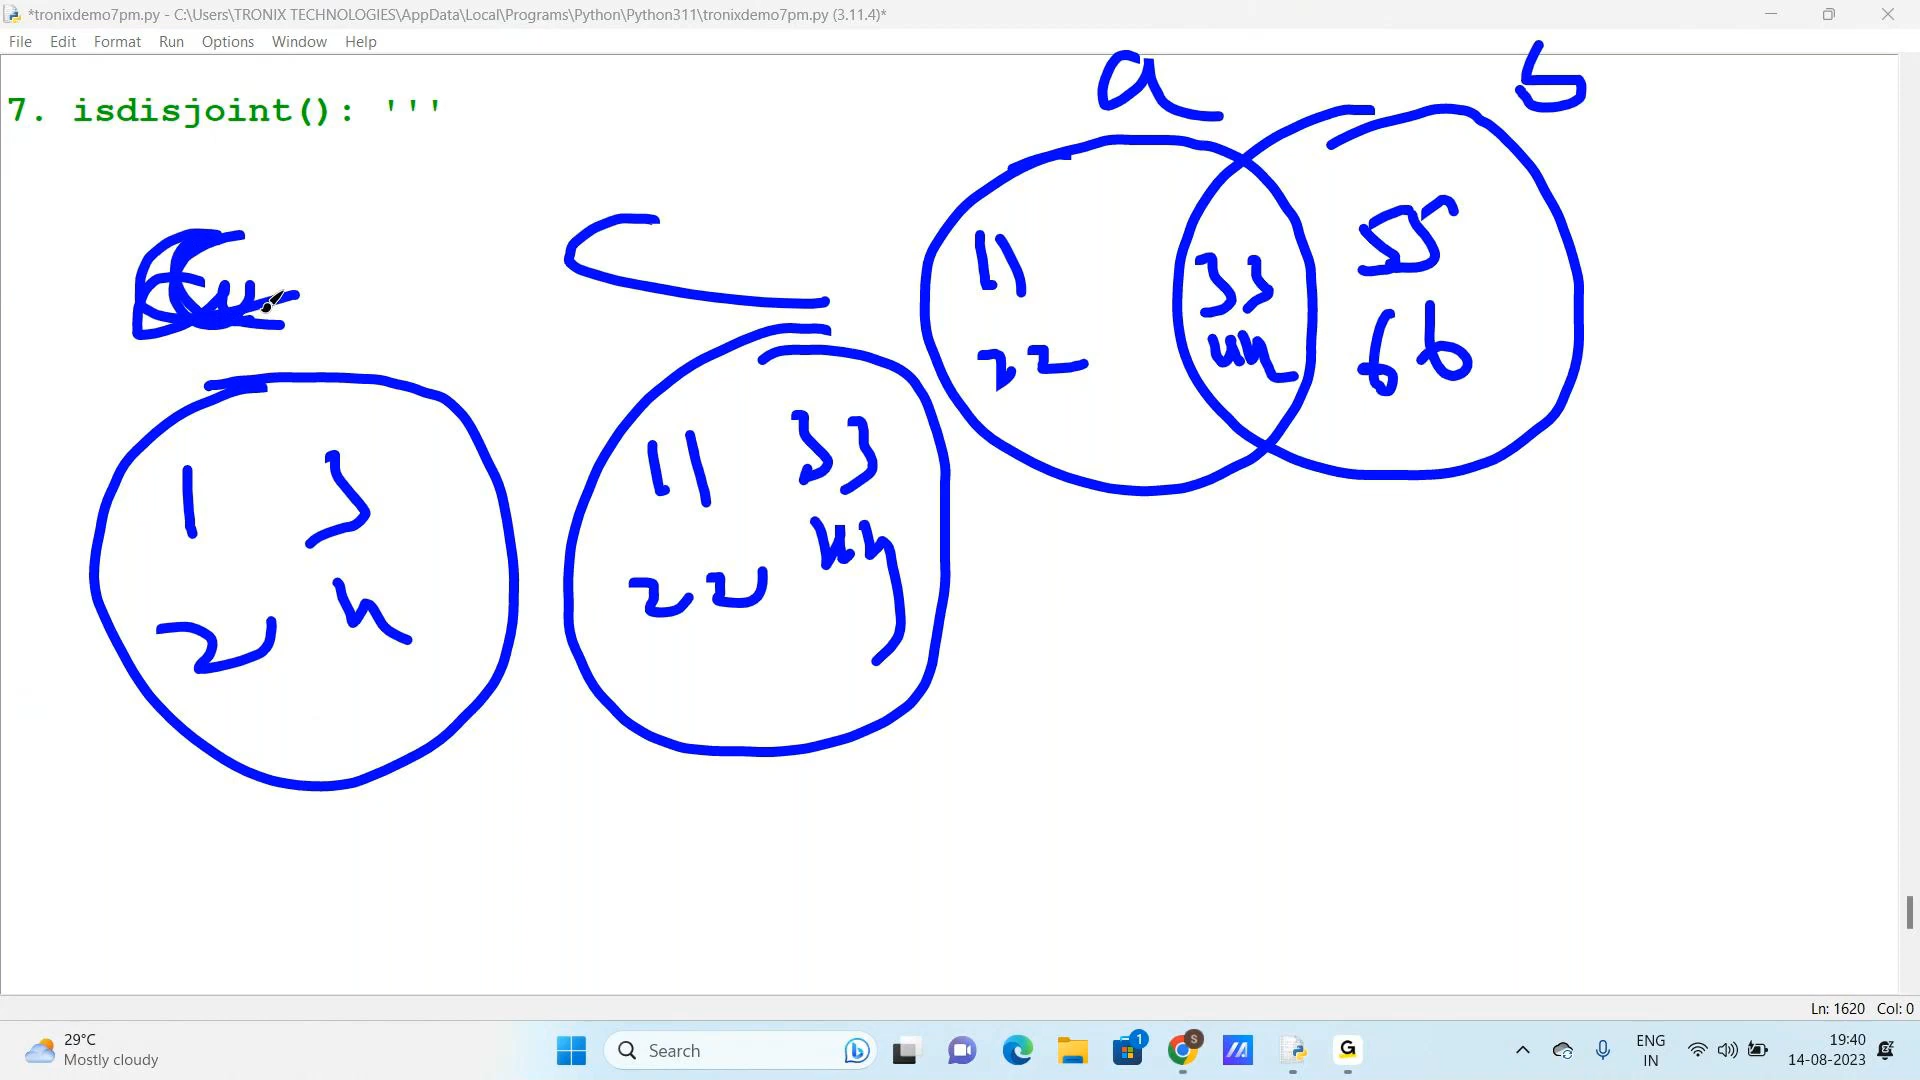 *tronixdemo7pm.py - C:\Users\TRONIX TECHNOLOGIES\AppData\Local\Programs\Python\Python311\tronixdemo7pm.py (3.11.4)*
File Edit Format Run Options Window Help
7. isdisjoint(): '''
a b
11 33 55
22 44 66
C
1 3
2 4
11 33
22 44
Ln: 1620 Col: 0
29°C
Mostly cloudy
Search
1
S
G
ENG
IN
19:40
14-08-2023